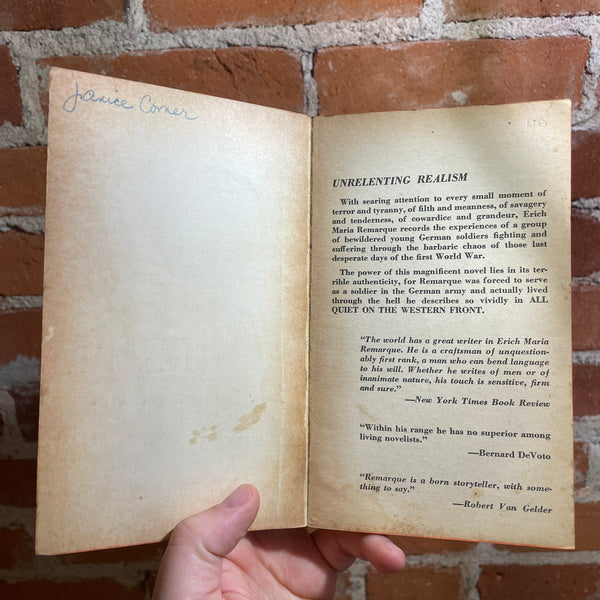 Janice Corner
UNRELENTING REALISM
With searing attention to every small moment of
terror and tyranny, of filth and meanness, of savagery
and tenderness, of cowardice and grandeur, Erich
Maria Remarque records the experiences of a group
of bewildered young German soldiers fighting and
suffering through the barbaric chaos of those last
desperate days of the first World War.
The power of this magnificent novel lies in its ter-
rible authenticity, for Remarque was forced to serve
as a soldier in the German army and actually lived
through the hell he describes so vividly in ALL
QUIET ON THE WESTERN FRONT.
"The world has a great writer in Erich Maria
Remarque. He is a craftsman of unquestion-
ably first rank, a man who can bend language
to his will. Whether he writes of men or of
inanimate nature, his touch is sensitive, firm
and sure."
—New York Times Book Review
"Within his range he has no superior among
living novelists."
—Bernard DeVoto
"Remarque is a born storyteller, with some-
thing to say."
—Robert Van Gelder